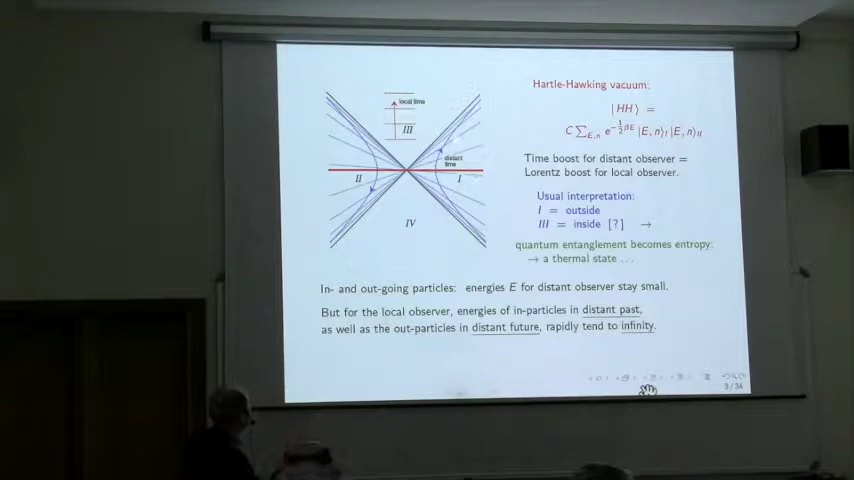 local time
III
distant
time
II
I
IV
Hartle-Hawking vacuum:
|HH⟩ =
C∑E,n e^−½βE |E,n⟩I |E,n⟩II
Time boost for distant observer =
Lorentz boost for local observer.
Usual interpretation:
I = outside
III = inside [?] →
quantum entanglement becomes entropy:
→ a thermal state ...
In- and out-going particles: energies E for distant observer stay small.
But for the local observer, energies of in-particles in distant past,
as well as the out-particles in distant future, rapidly tend to infinity.
3/34